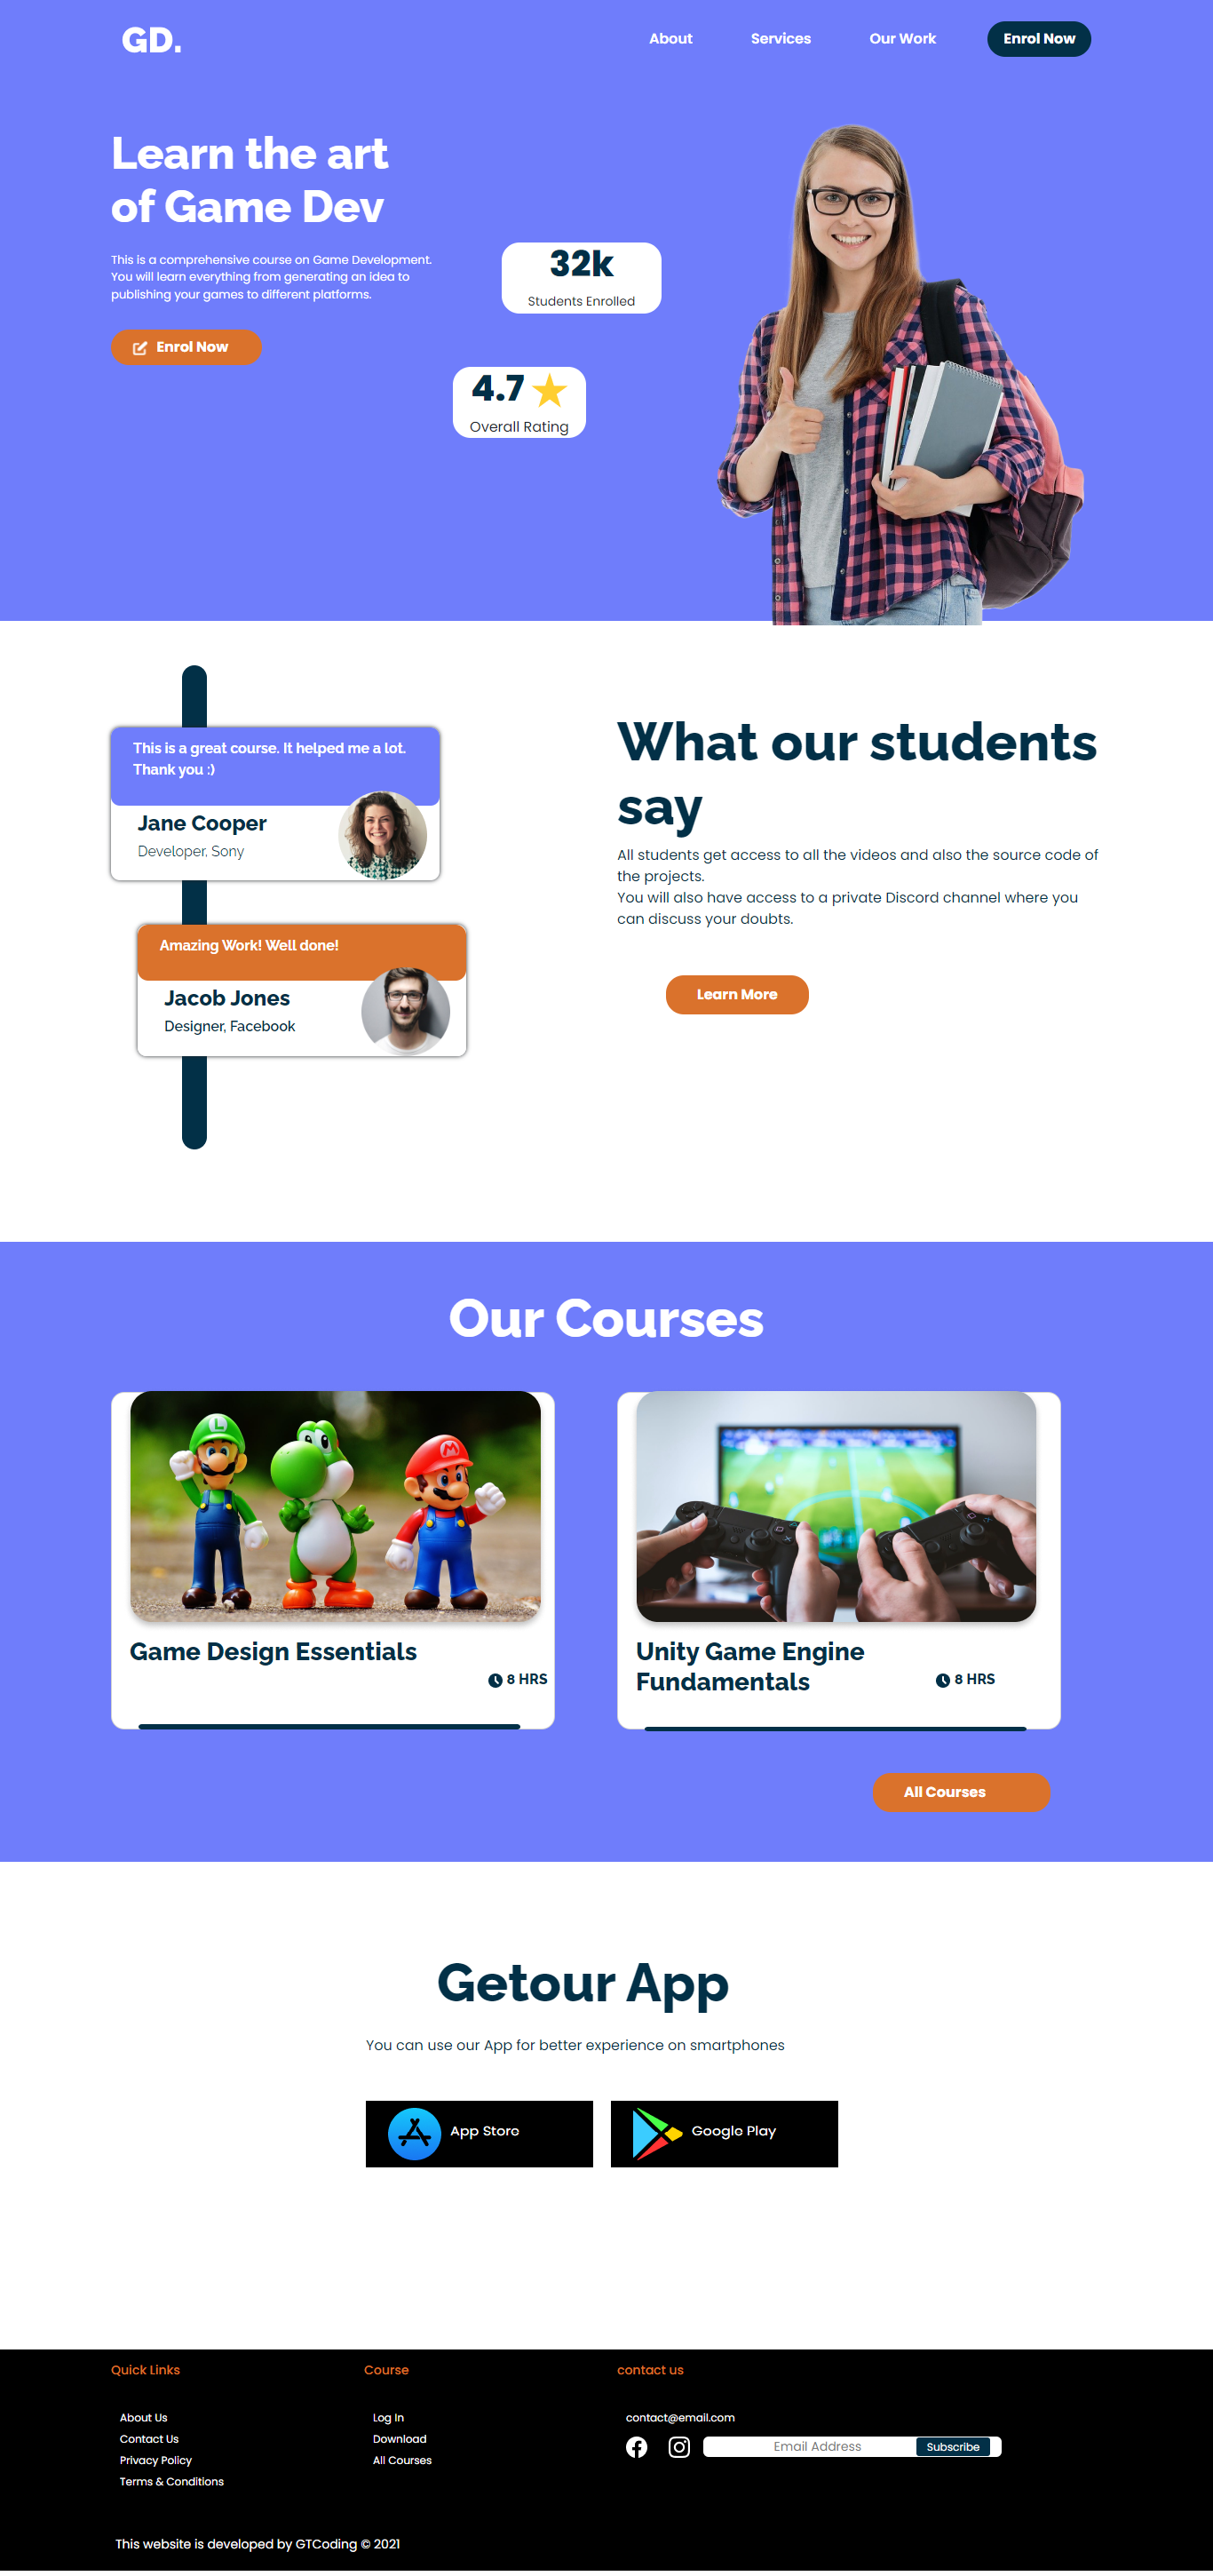 GD.
About
Services
Our Work
Enrol Now
Learn the art
of Game Dev
This is a comprehensive course on Game Development.
You will learn everything from generating an idea to
publishing your games to different platforms.
Enrol Now
32k
Students Enrolled
4.7
Overall Rating
This is a great course. It helped me a lot.
Thank you :)
Jane Cooper
Developer, Sony
Amazing Work! Well done!
Jacob Jones
Designer, Facebook
What our students
say
All students get access to all the videos and also the source code of
the projects.
You will also have access to a private Discord channel where you
can discuss your doubts.
Learn More
Our Courses
L
M
Game Design Essentials
8 HRS
Unity Game Engine
Fundamentals
8 HRS
All Courses
Getour App
You can use our App for better experience on smartphones
App Store
Google Play
Quick Links
About Us
Contact Us
Privacy Policy
Terms & Conditions
Course
Log In
Download
All Courses
contact us
contact@email.com
Email Address
Subscribe
This website is developed by GTCoding © 2021